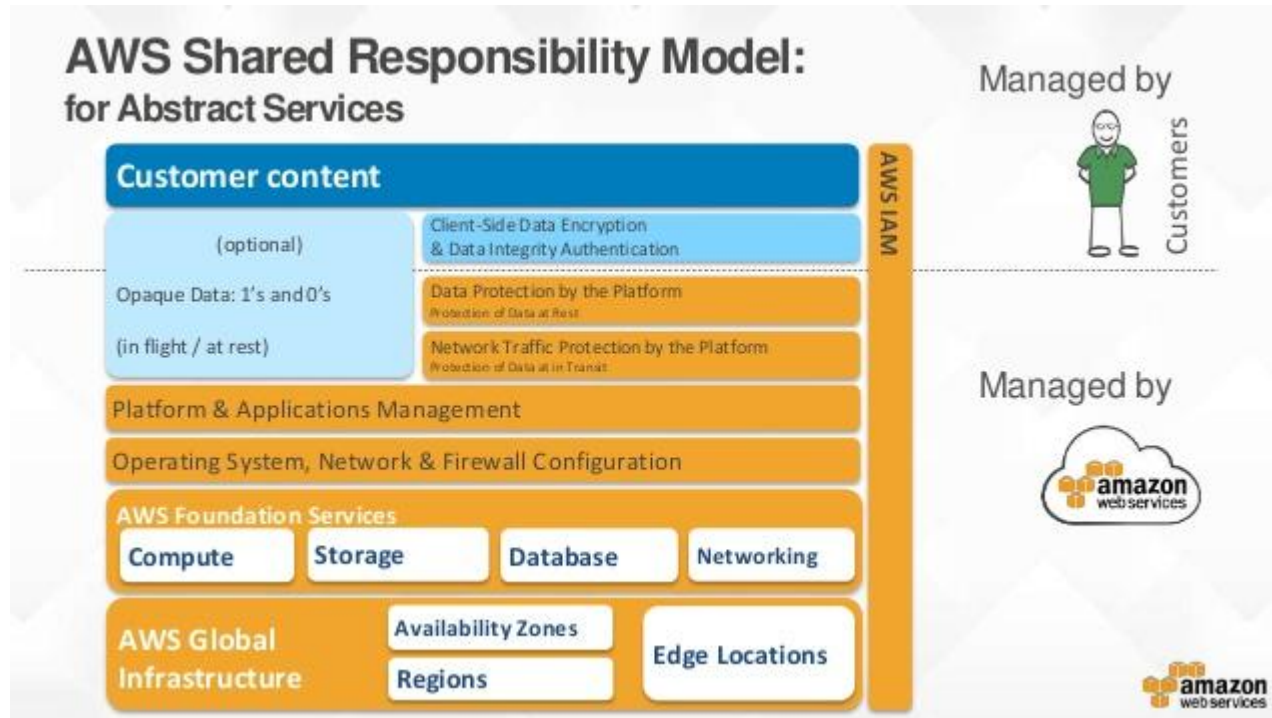 AWS Shared Responsibility Model:
for Abstract Services
Managed by
Customers
Customer content
AWS IAM
(optional)
Client-Side Data Encryption
& Data Integrity Authentication
Opaque Data: 1's and 0's
(in flight / at rest)
Data Protection by the Platform
Protection of Data at Rest
Network Traffic Protection by the Platform
Protection of Data at in Transit
Platform & Applications Management
Operating System, Network & Firewall Configuration
Managed by
amazon
webservices
AWS Foundation Services
Compute
Storage
Database
Networking
AWS Global
Infrastructure
Availability Zones
Regions
Edge Locations
amazon
webservices